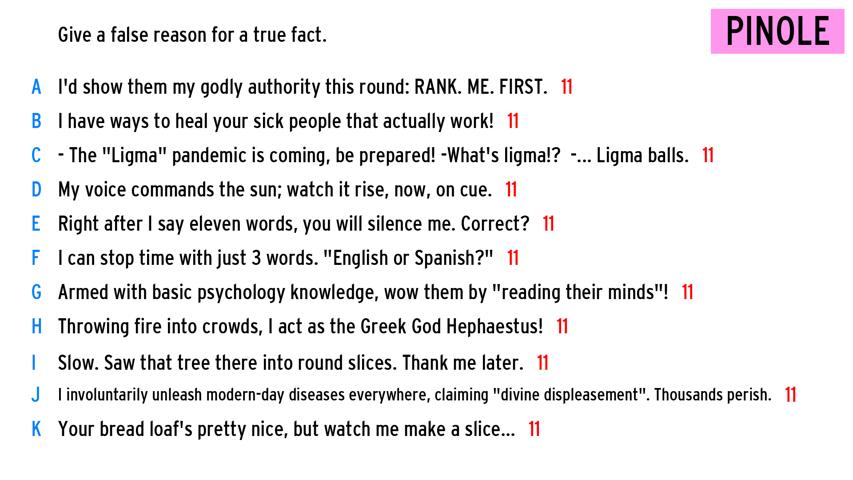 Give a false reason for a true fact.
PINOLE
A I'd show them my godly authority this round: RANK. ME. FIRST. 11
B I have ways to heal your sick people that actually work! 11
C - The "Ligma" pandemic is coming, be prepared! -What's ligma!? -... Ligma balls. 11
D My voice commands the sun; watch it rise, now, on cue. 11
E Right after I say eleven words, you will silence me. Correct? 11
F I can stop time with just 3 words. "English or Spanish?" 11
G Armed with basic psychology knowledge, wow them by "reading their minds"! 11
H Throwing fire into crowds, I act as the Greek God Hephaestus! 11
I Slow. Saw that tree there into round slices. Thank me later. 11
J I involuntarily unleash modern-day diseases everywhere, claiming "divine displeasement". Thousands perish. 11
K Your bread loaf's pretty nice, but watch me make a slice... 11